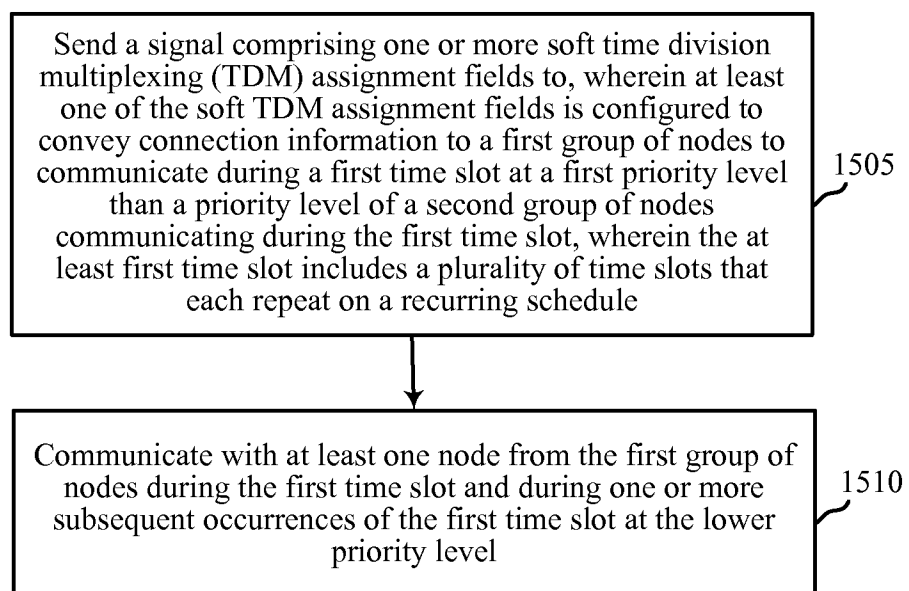 Send a signal comprising one or more soft time division
multiplexing (TDM) assignment fields to, wherein at least
one of the soft TDM assignment fields is configured to
convey connection information to a first group of nodes to
communicate during a first time slot at a first priority level
than a priority level of a second group of nodes
communicating during the first time slot, wherein the at
least first time slot includes a plurality of time slots that
each repeat on a recurring schedule
1505
Communicate with at least one node from the first group of
nodes during the first time slot and during one or more
subsequent occurrences of the first time slot at the lower
priority level
1510